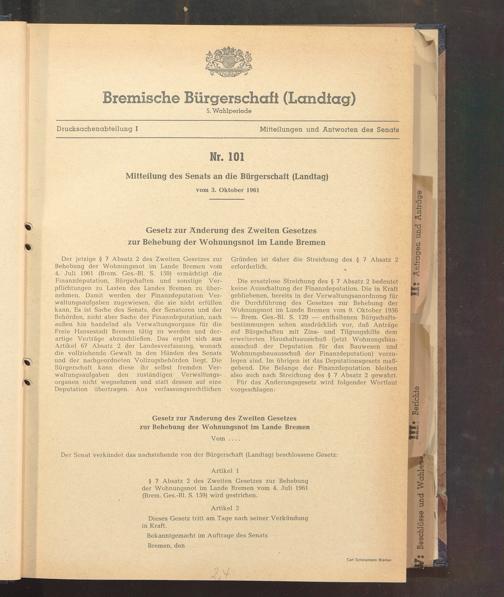 Bremische Bürgerschaft (Landtag)
5. Wahlperiode
Drucksachenabteilung I Mitteilungen und Antworten des Senats
Nr. 101
Mitteilung des Senats an die Bürgerschaft (Landtag)
vom 3. Oktober 1961
Gesetz zur Änderung des Zweiten Gesetzes
zur Behebung der Wohnungsnot im Lande Bremen
Der jetzige § 7 Absatz 2 des Zweiten Gesetzes zur
Behebung der Wohnungsnot im Lande Bremen vom
4. Juli 1961 (Brem. Ges.-Bl. S. 159) ermächtigt die
Finanzdeputation, Bürgschaften und sonstige Ver-
pflichtungen zu Lasten des Landes Bremen zu über-
nehmen. Damit werden der Finanzdeputation Ver-
waltungsaufgaben zugewiesen, die sie nicht erfüllen
kann. Es ist Sache des Senats, der Senatoren und der
Behörden, nicht aber Sache der Finanzdeputation, nach
außen hin handelnd als Verwaltungsorgane für die
Freie Hansestadt Bremen tätig zu werden und der-
artige Verträge abzuschließen. Das ergibt sich aus
Artikel 67 Absatz 2 der Landesverfassung, wonach
die vollziehende Gewalt in den Händen des Senats
und der nachgeordneten Vollzugsbehörden liegt. Die
Bürgerschaft kann diese ihr selbst fremden Ver-
waltungsaufgaben den zuständigen Verwaltungs-
organen nicht wegnehmen und statt dessen auf eine
Deputation übertragen. Aus verfassungsrechtlichen
Gründen ist daher die Streichung des § 7 Absatz 2
erforderlich.
Die ersatzlose Streichung des § 7 Absatz 2 bedeutet
keine Ausschaltung der Finanzdeputation. Die in Kraft
gebliebenen, bereits in der Verwaltungsanordnung für
die Durchführung des Gesetzes zur Behebung der
Wohnungsnot im Lande Bremen vom 9. Oktober 1956
— Brem. Ges.-Bl. S. 129 — enthaltenen Bürgschafts-
bestimmungen sehen ausdrücklich vor, daß Anträge
auf Bürgschaften mit Zins- und Tilgungshilfe dem
erweiterten Haushaltsausschuß (jetzt Wohnungsbau-
ausschuß der Deputation für das Bauwesen und
Wohnungsbauausschuß der Finanzdeputation) vorzu-
legen sind. Im übrigen ist das Deputationsgesetz maß-
gebend. Die Belange der Finanzdeputation bleiben
also auch nach Streichung des § 7 Absatz 2 gewahrt.
Für das Änderungsgesetz wird folgender Wortlaut
vorgeschlagen:
Gesetz zur Änderung des Zweiten Gesetzes
zur Behebung der Wohnungsnot im Lande Bremen
Vom ....
Der Senat verkündet das nachstehende von der Bürgerschaft (Landtag) beschlossene Gesetz:
Artikel 1
§ 7 Absatz 2 des Zweiten Gesetzes zur Behebung
der Wohnungsnot im Lande Bremen vom 4. Juli 1961
(Brem. Ges.-Bl. S. 159) wird gestrichen.
Artikel 2
Dieses Gesetz tritt am Tage nach seiner Verkündung
in Kraft.
Bekanntgemacht im Auftrage des Senats
Bremen, den
Carl Schünemann Bremen
II: Anfragen und Anträge
III: Berichte
Beschlüsse und Wahlen